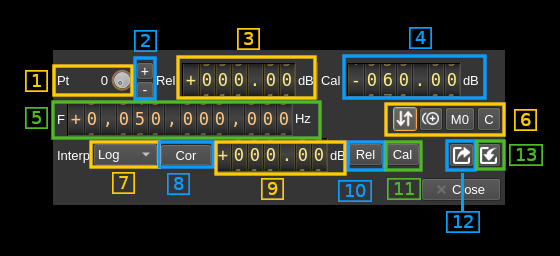 2 3 4
1 Pt 0 + - Rel +000.00 dB Cal -060.00 dB
5 F +0,050,000,000 Hz M0 C 6
Interp Log Cor +000.00 dB Rel Cal 13
7 8 9 10 11 Close
12